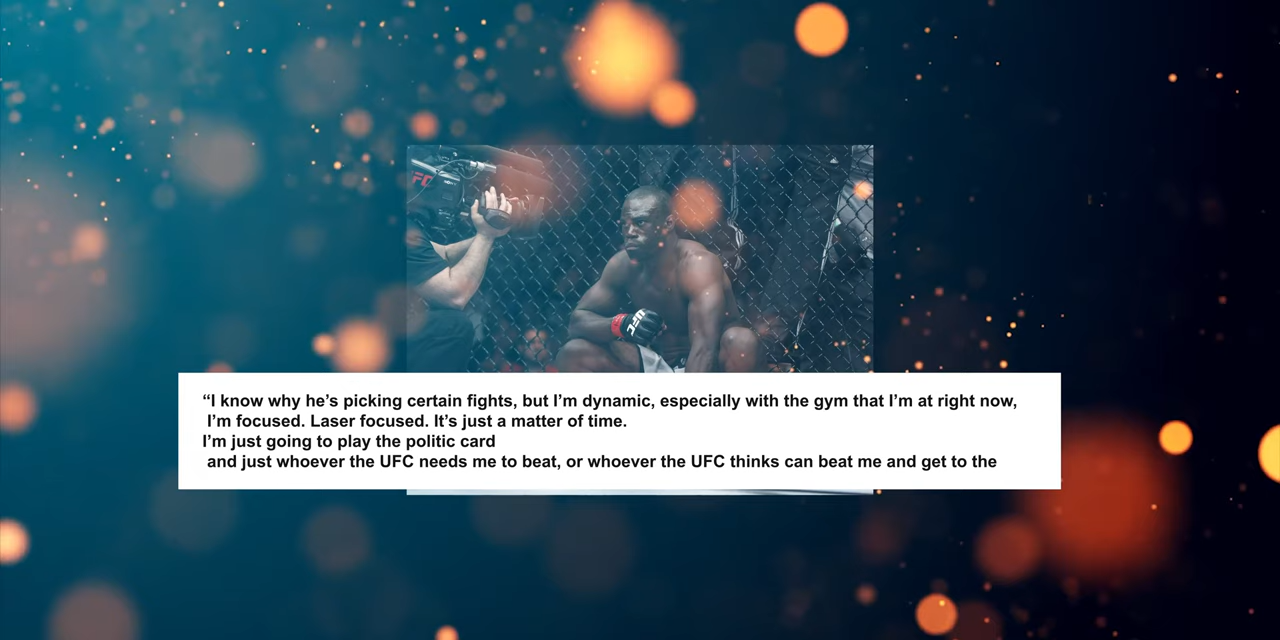 “I know why he’s picking certain fights, but I’m dynamic, especially with the gym that I’m at right now,
I’m focused. Laser focused. It’s just a matter of time.
I’m just going to play the politic card
and just whoever the UFC needs me to beat, or whoever the UFC thinks can beat me and get to the
UFC
UFC